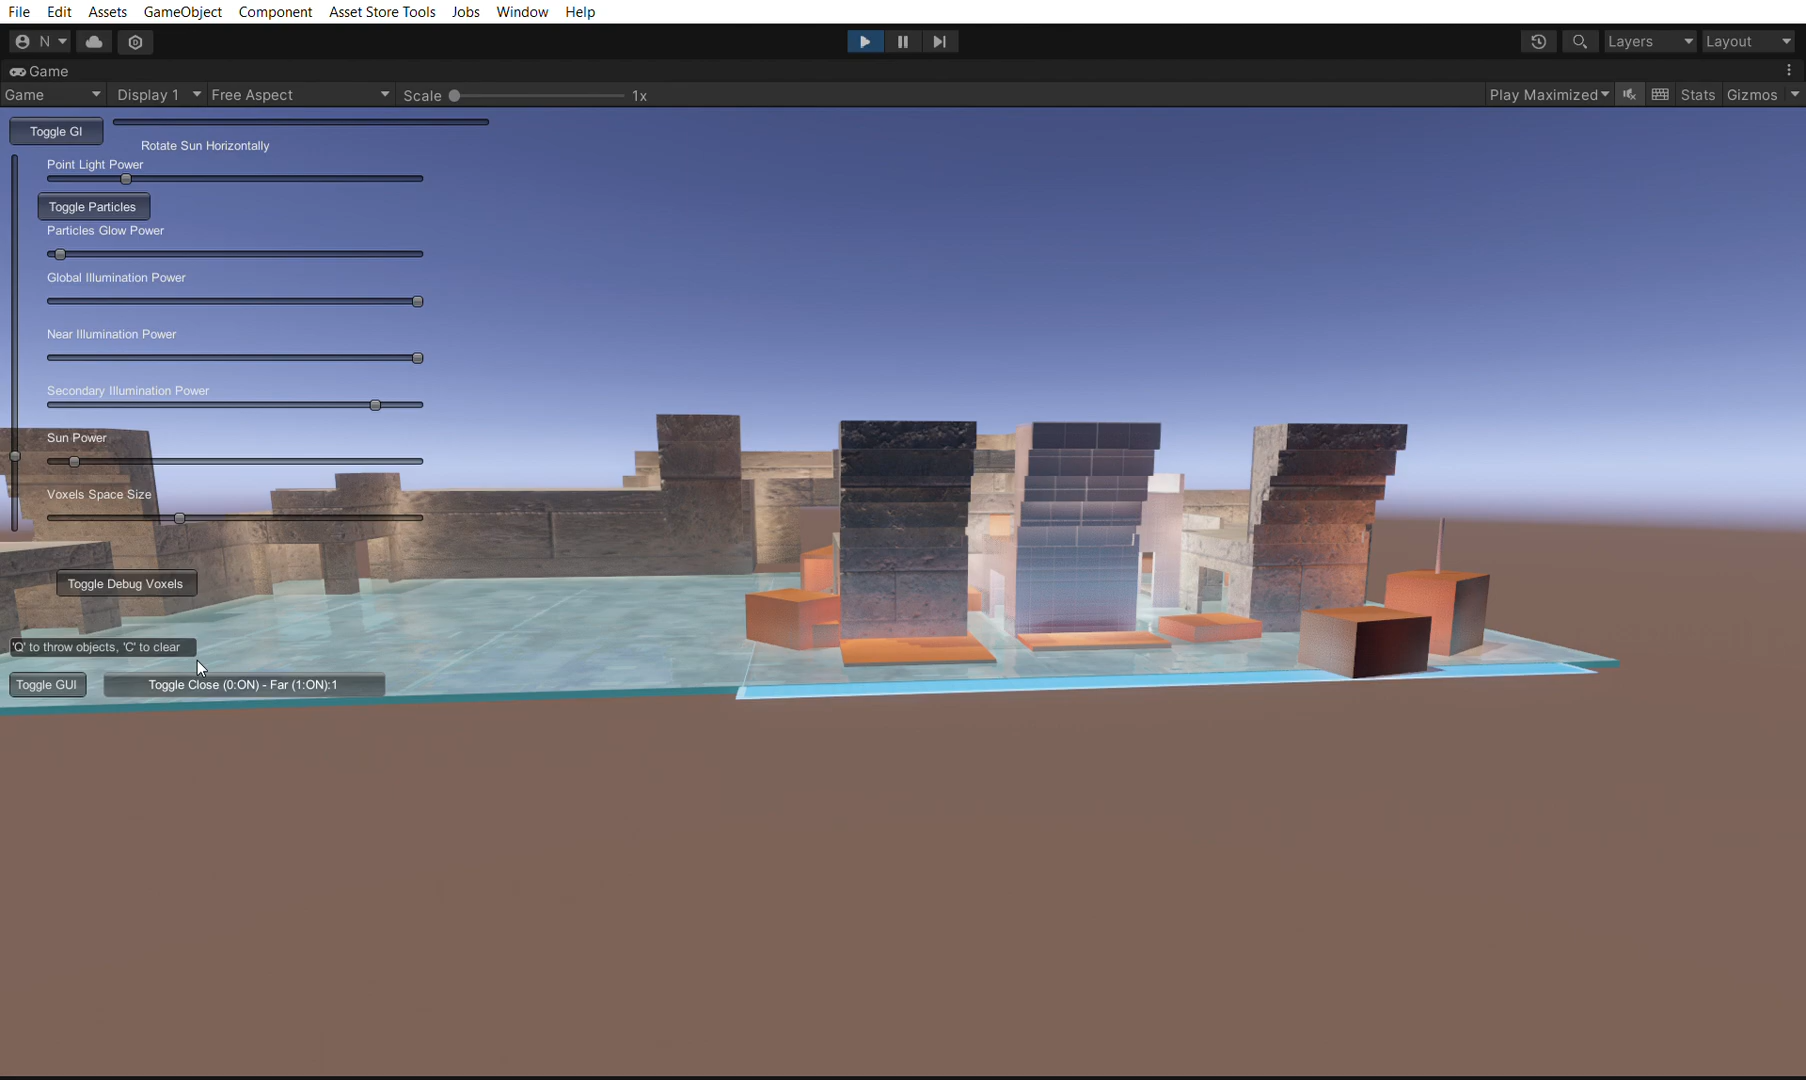 File Edit Assets GameObject Component Asset Store Tools Jobs Window Help
N Layers Layout
Game
Game Display 1 Free Aspect Scale 1x Play Maximized Stats Gizmos
Toggle GI
Rotate Sun Horizontally
Point Light Power
Toggle Particles
Particles Glow Power
Global Illumination Power
Near Illumination Power
Secondary Illumination Power
Sun Power
Voxels Space Size
Toggle Debug Voxels
'Q' to throw objects, 'C' to clear
Toggle GUI Toggle Close (0:ON) - Far (1:ON):1